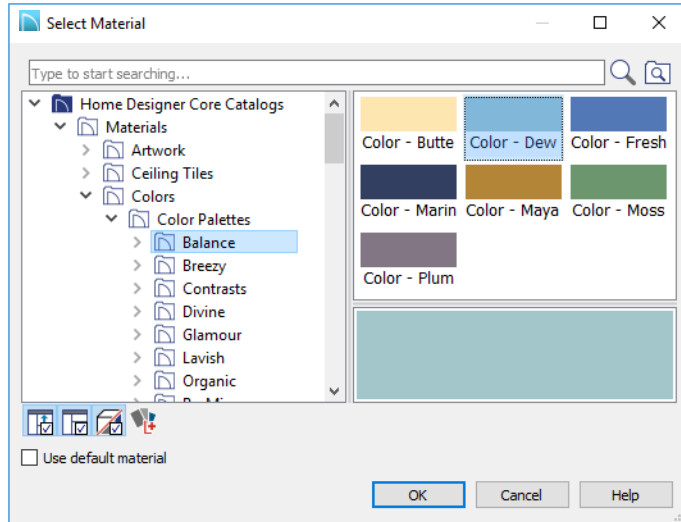 Select Material
Type to start searching...
Home Designer Core Catalogs
Materials
Artwork
Ceiling Tiles
Colors
Color Palettes
Balance
Breezy
Contrasts
Divine
Glamour
Lavish
Organic
Color - Butte Color - Dew Color - Fresh
Color - Marin Color - Maya Color - Moss
Color - Plum
Use default material
OK Cancel Help